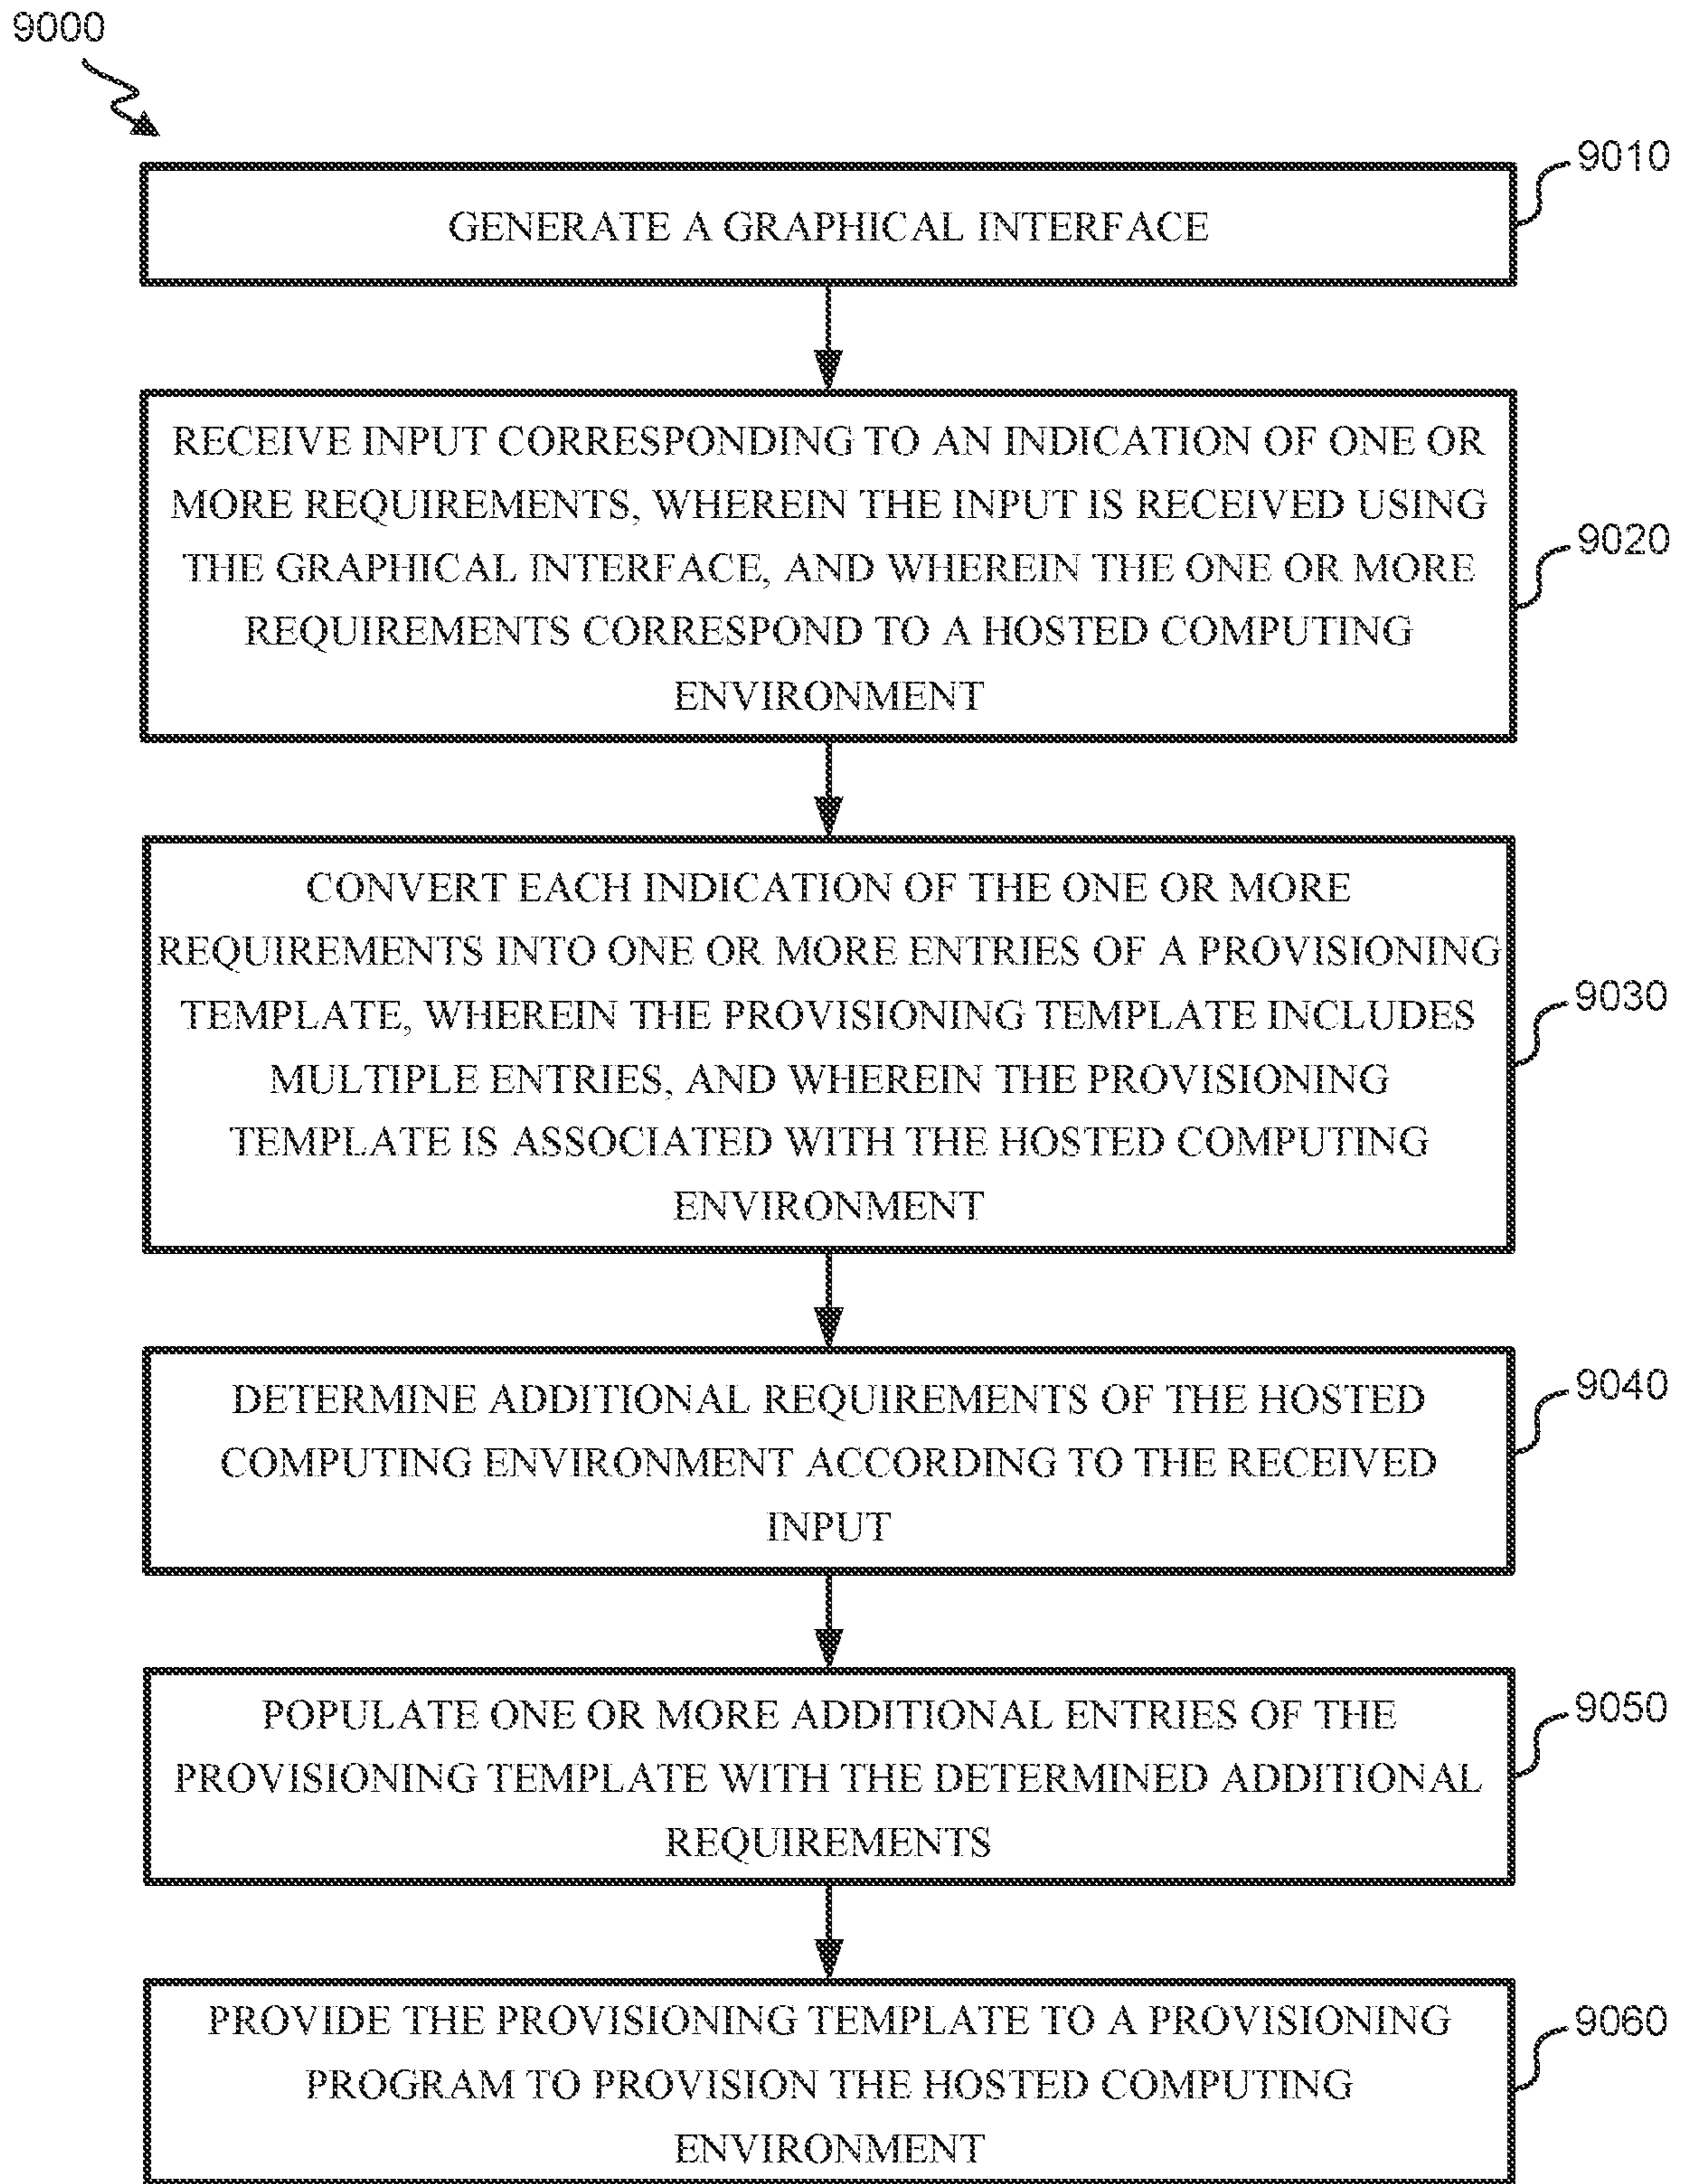 9000
9010
GENERATE A GRAPHICAL INTERFACE
RECEIVE INPUT CORRESPONDING TO AN INDICATION OF ONE OR
MORE REQUIREMENTS, WHEREIN THE INPUT IS RECEIVED USING
THE GRAPHICAL INTERFACE, AND WHEREIN THE ONE OR MORE
REQUIREMENTS CORRESPOND TO A HOSTED COMPUTING
ENVIRONMENT
9020
CONVERT EACH INDICATION OF THE ONE OR MORE
REQUIREMENTS INTO ONE OR MORE ENTRIES OF A PROVISIONING
TEMPLATE, WHEREIN THE PROVISIONING TEMPLATE INCLUDES
MULTIPLE ENTRIES, AND WHEREIN THE PROVISIONING
TEMPLATE IS ASSOCIATED WITH THE HOSTED COMPUTING
ENVIRONMENT
9030
DETERMINE ADDITIONAL REQUIREMENTS OF THE HOSTED
COMPUTING ENVIRONMENT ACCORDING TO THE RECEIVED
INPUT
9040
POPULATE ONE OR MORE ADDITIONAL ENTRIES OF THE
PROVISIONING TEMPLATE WITH THE DETERMINED ADDITIONAL
REQUIREMENTS
9050
PROVIDE THE PROVISIONING TEMPLATE TO A PROVISIONING
PROGRAM TO PROVISION THE HOSTED COMPUTING
ENVIRONMENT
9060